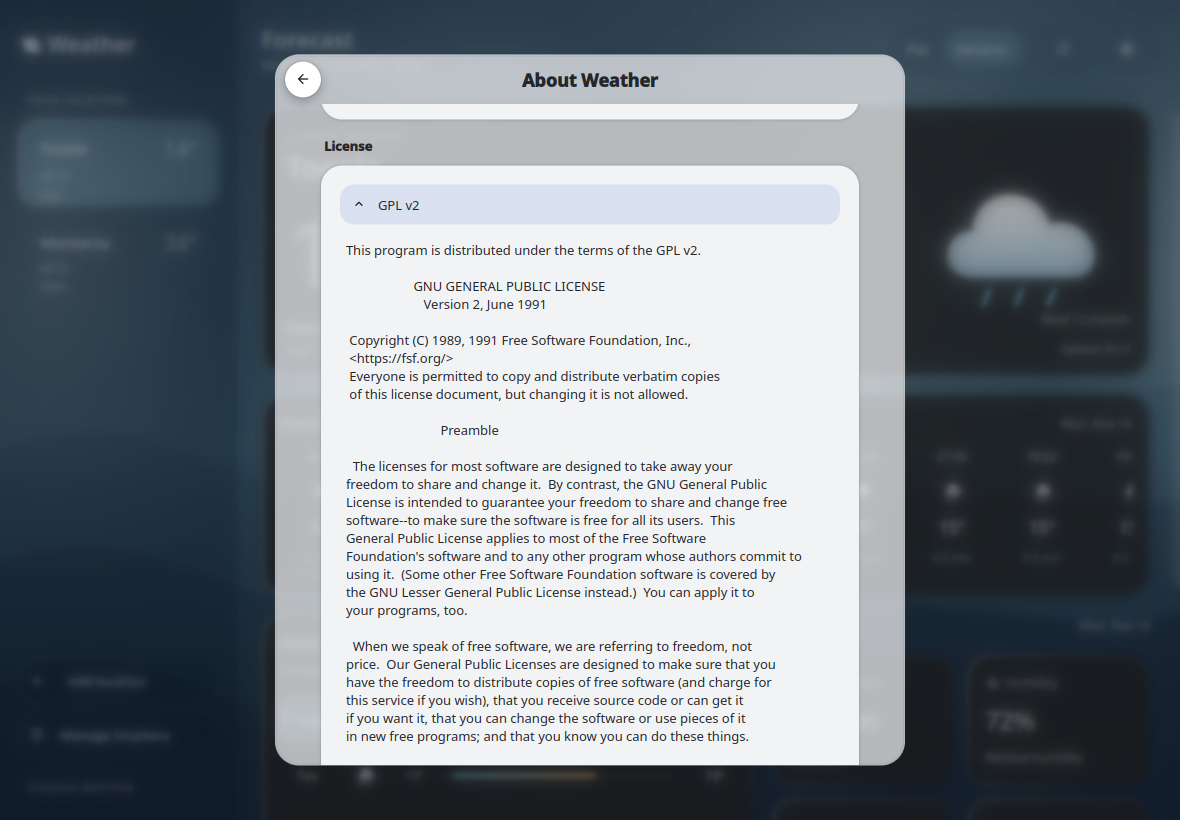 Weather
Forecast
About Weather
License
GPL v2
This program is distributed under the terms of the GPL v2.
GNU GENERAL PUBLIC LICENSE
Version 2, June 1991
Copyright (C) 1989, 1991 Free Software Foundation, Inc.,
<https://fsf.org/>
Everyone is permitted to copy and distribute verbatim copies
of this license document, but changing it is not allowed.
Preamble
The licenses for most software are designed to take away your
freedom to share and change it.  By contrast, the GNU General Public
License is intended to guarantee your freedom to share and change free
software--to make sure the software is free for all its users.  This
General Public License applies to most of the Free Software
Foundation's software and to any other program whose authors commit to
using it.  (Some other Free Software Foundation software is covered by
the GNU Lesser General Public License instead.)  You can apply it to
your programs, too.
When we speak of free software, we are referring to freedom, not
price.  Our General Public Licenses are designed to make sure that you
have the freedom to distribute copies of free software (and charge for
this service if you wish), that you receive source code or can get it
if you want it, that you can change the software or use pieces of it
in new free programs; and that you know you can do these things.
Add location
Manage locations
72%